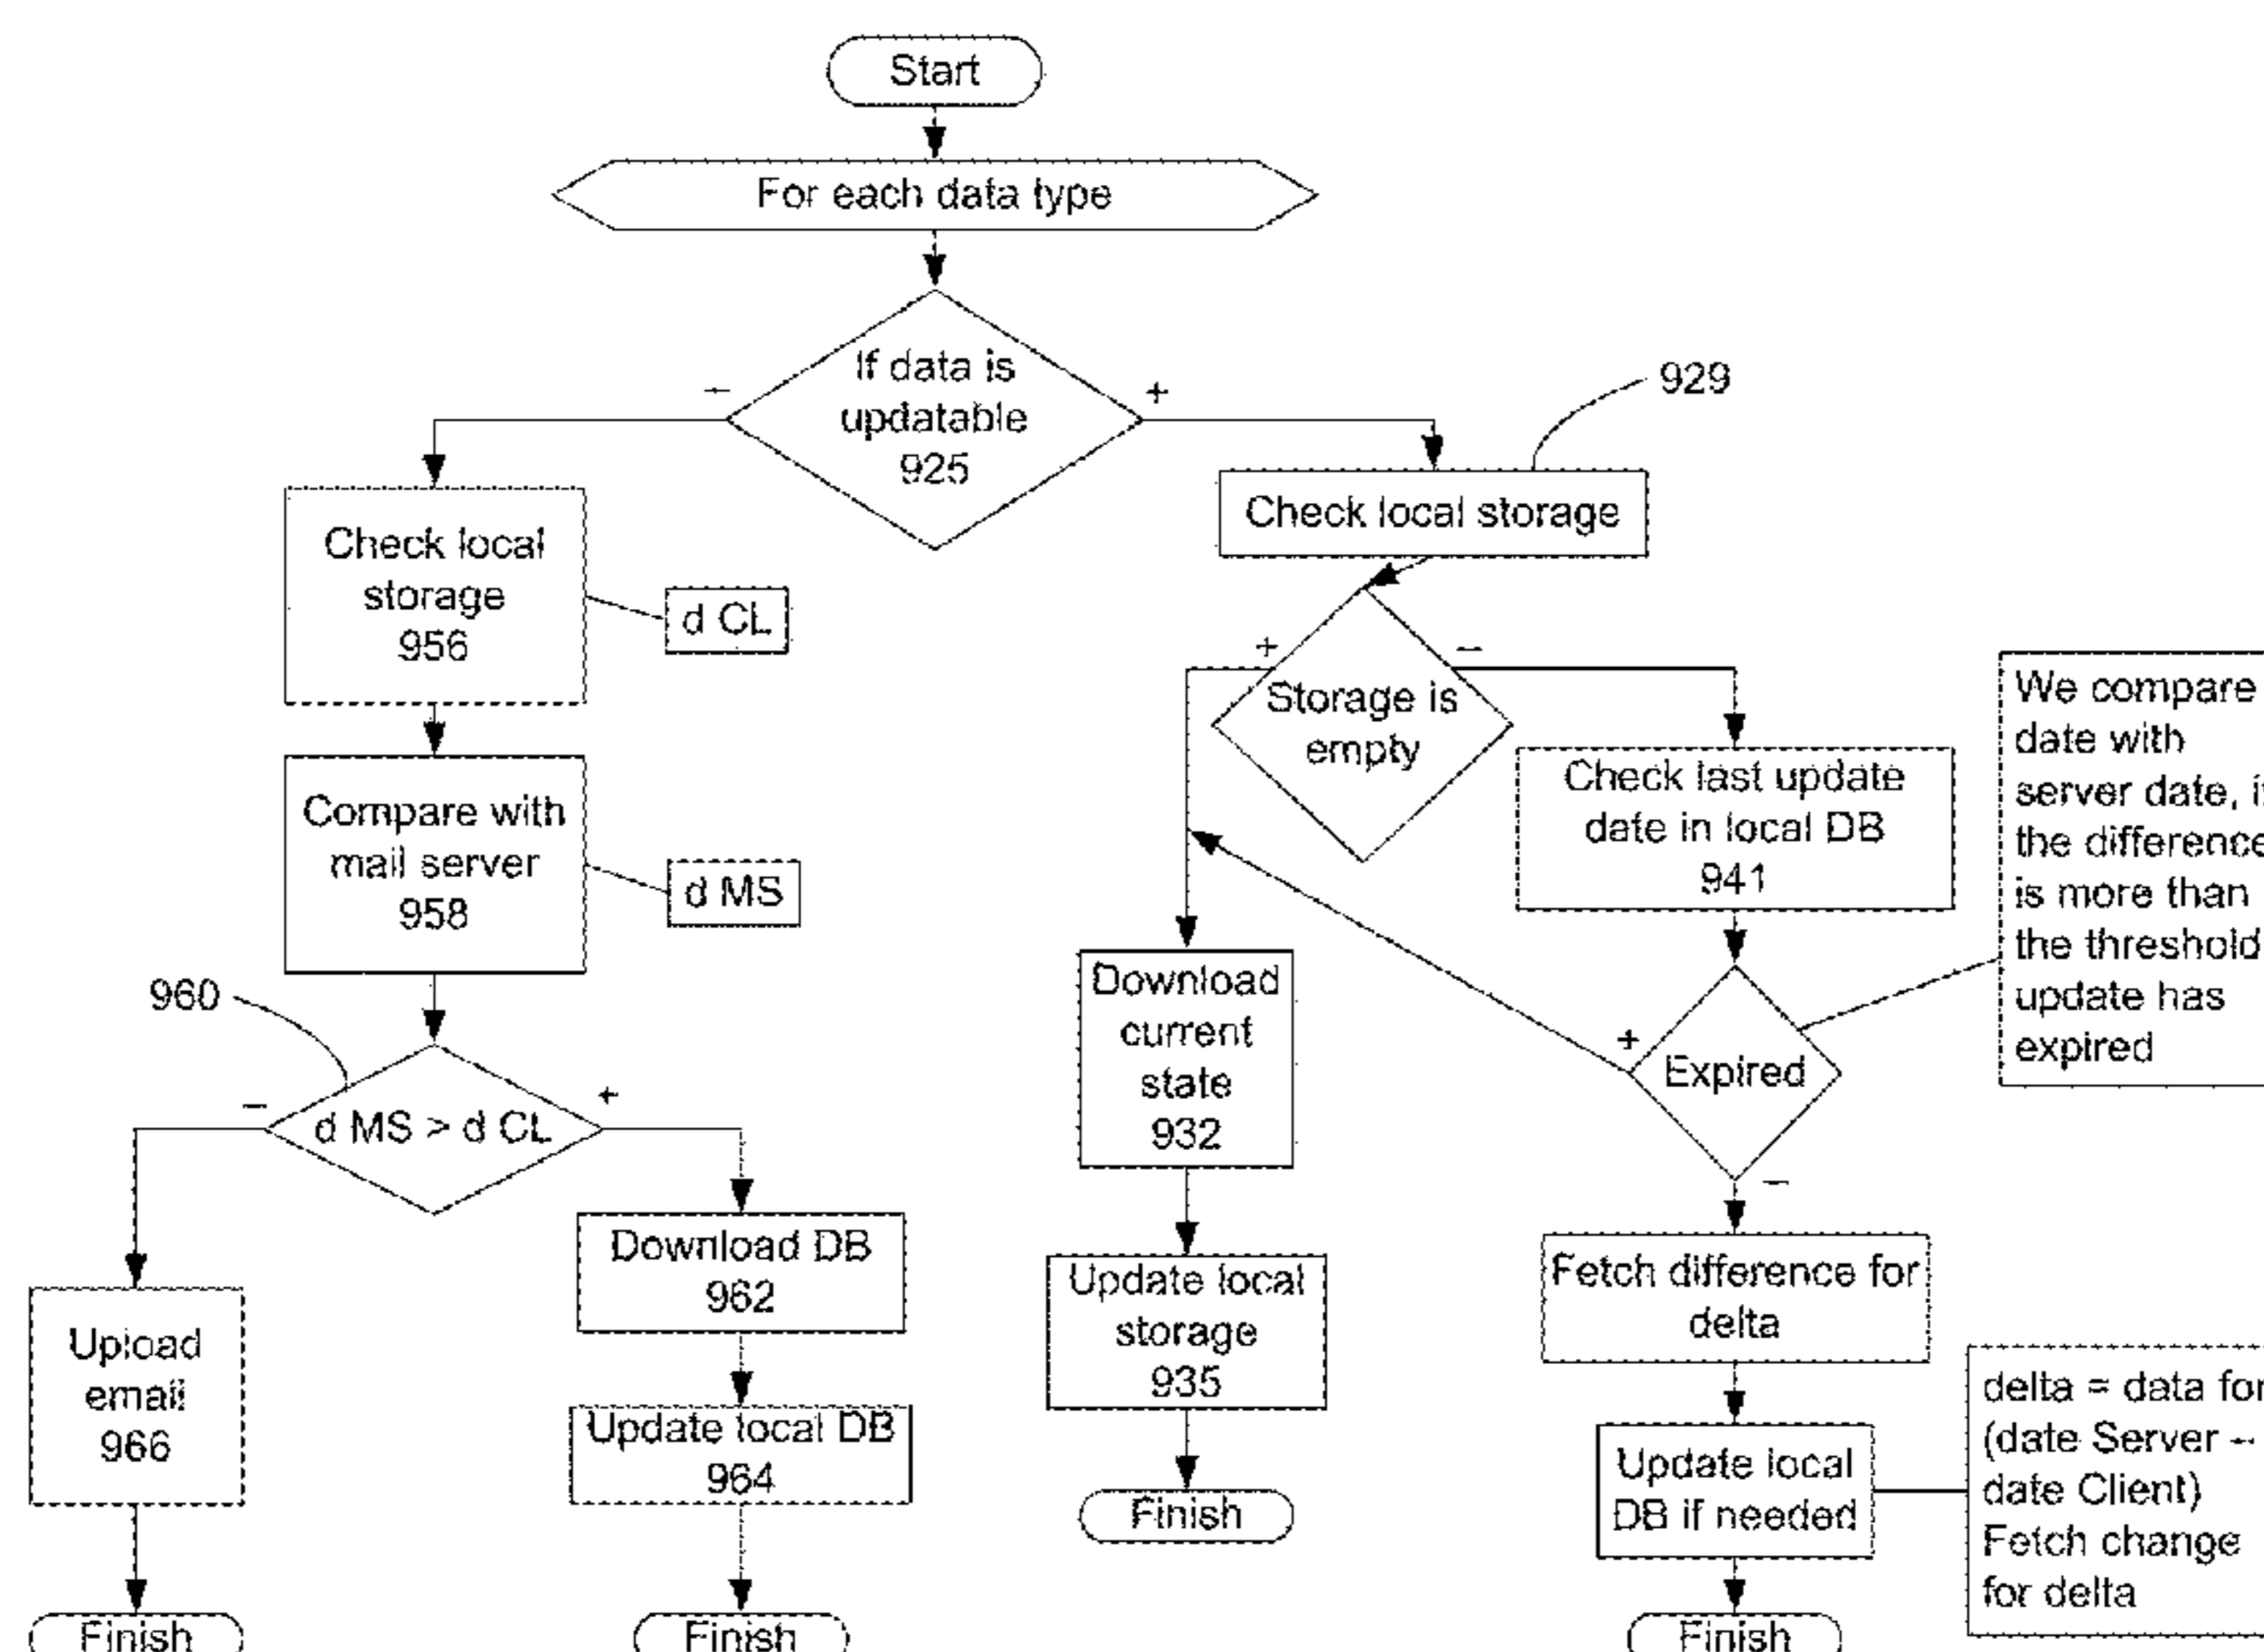 Start
For each data type
If data is
updatable
925
−
+
929
Check local storage
Check local
storage
956
d CL
+
−
Storage is
empty
We compare
date with
server date, if
the difference
is more than
the threshold
update has
expired
Check last update
date in local DB
941
Compare with
mail server
958
d MS
960
−
+
d MS > d CL
Download
current
state
932
+
Expired
−
Download DB
962
Fetch difference for
delta
Update local
storage
935
Upload
email
966
Update local DB
964
Update local
DB if needed
delta = data for
(date Server –
date Client)
Fetch change
for delta
Finish
Finish
Finish
Finish